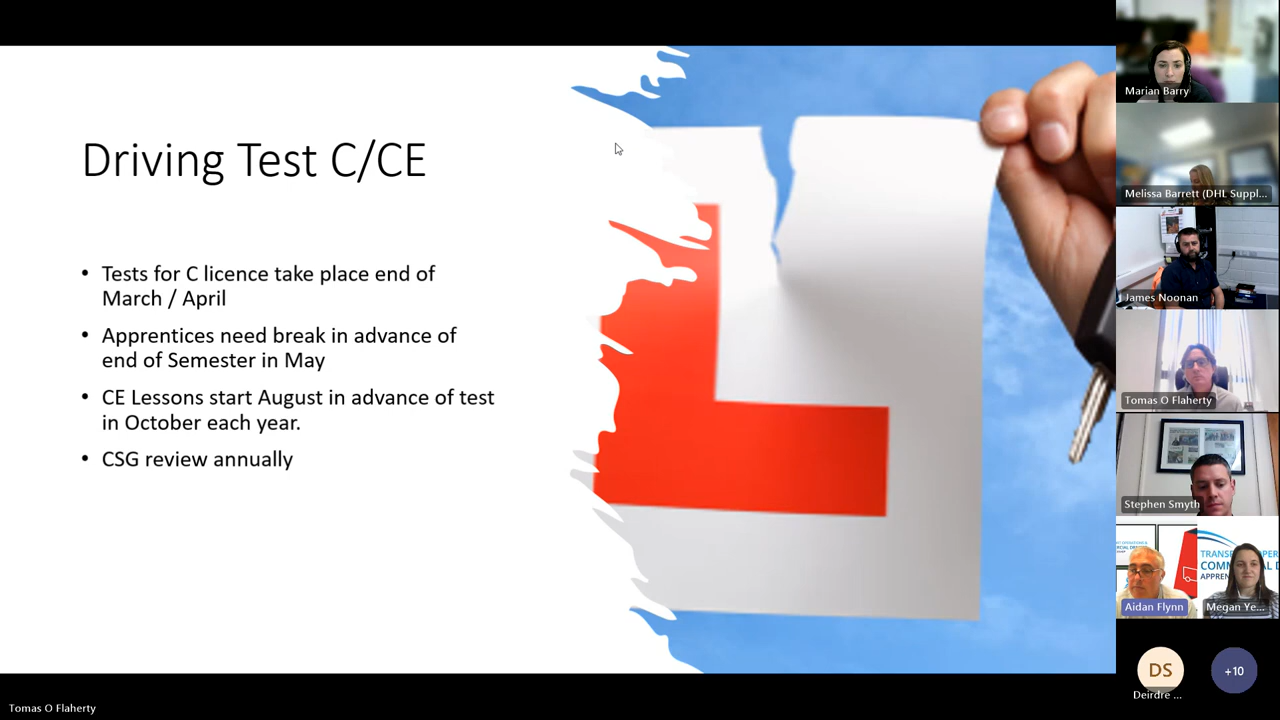 Driving Test C/CE
• Tests for C licence take place end of
March / April
• Apprentices need break in advance of
end of Semester in May
• CE Lessons start August in advance of test
in October each year.
• CSG review annually
Marian Barry
Melissa Barrett (DHL Suppl...
James Noonan
Tomas O Flaherty
Stephen Smyth
TRANSP
COMM
APPREN
Aidan Flynn
Megan Ye...
DS
Deirdre ...
+10
Tomas O Flaherty